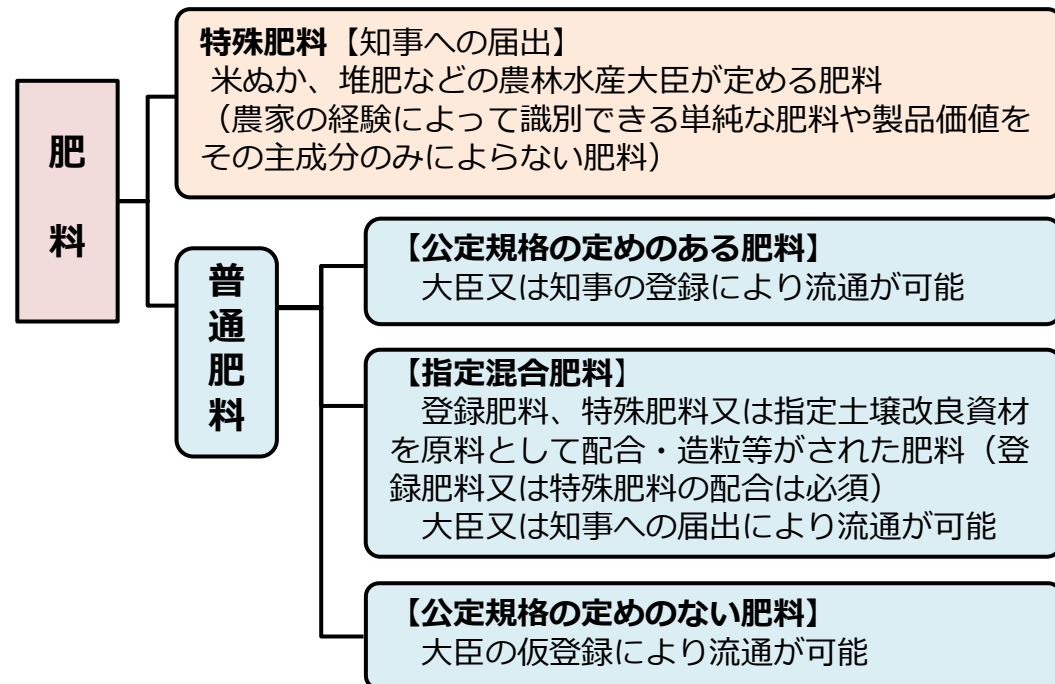 肥料
特殊肥料【知事への届出】
米ぬか、堆肥などの農林水産大臣が定める肥料
（農家の経験によって識別できる単純な肥料や製品価値を
その主成分のみによらない肥料）
普通肥料
【公定規格の定めのある肥料】
大臣又は知事の登録により流通が可能
【指定混合肥料】
登録肥料、特殊肥料又は指定土壌改良資材
を原料として配合・造粒等がされた肥料（登
録肥料又は特殊肥料の配合は必須）
大臣又は知事への届出により流通が可能
【公定規格の定めのない肥料】
大臣の仮登録により流通が可能